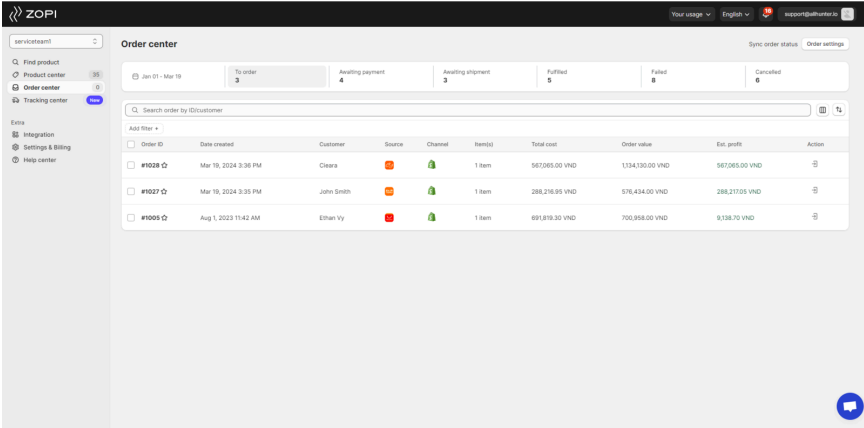 ZOPI
Your usage
English
16
support@alihunter.io
serviceteam1
Find product
Product center 35
Order center 0
Tracking center New
Extra
Integration
Settings & Billing
Help center
Order center
Sync order status
Order settings
Jan 01 - Mar 19
To order
3
Awaiting payment
4
Awaiting shipment
3
Fulfilled
5
Failed
8
Cancelled
6
Search order by ID/customer
Add filter +
Order ID Date created Customer Source Channel Item(s) Total cost Order value Est. profit Action
#1028 Mar 19, 2024 3:36 PM Cieara 1 item 567,065.00 VND 1,134,130.00 VND 567,065.00 VND
#1027 Mar 19, 2024 3:35 PM John Smith 1 item 288,216.95 VND 576,434.00 VND 288,217.05 VND
#1005 Aug 1, 2023 11:42 AM Ethan Vy 1 item 691,819.30 VND 700,958.00 VND 9,138.70 VND